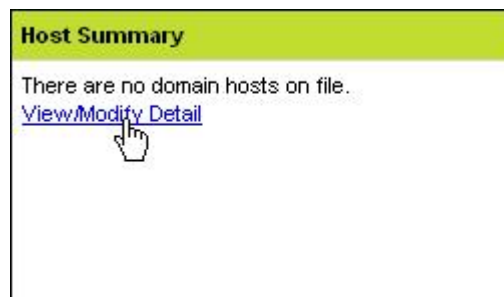 Host Summary
There are no domain hosts on file.
View/Modify Detail